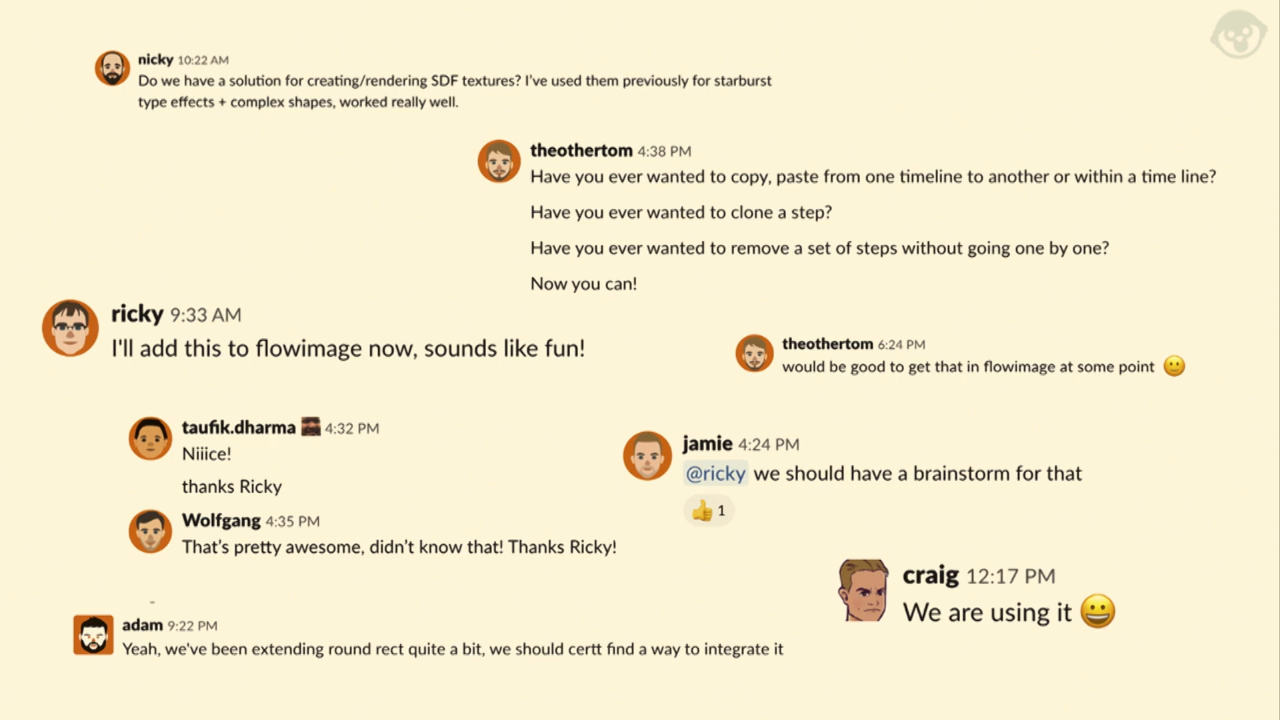 nicky 10:22 AM
Do we have a solution for creating/rendering SDF textures? I've used them previously for starburst
type effects + complex shapes, worked really well.
theothertom 4:38 PM
Have you ever wanted to copy, paste from one timeline to another or within a time line?
Have you ever wanted to clone a step?
Have you ever wanted to remove a set of steps without going one by one?
Now you can!
ricky 9:33 AM
I'll add this to flowimage now, sounds like fun!
theothertom 6:24 PM
would be good to get that in flowimage at some point 🙂
taufik.dharma 4:32 PM
Niiice!
thanks Ricky
jamie 4:24 PM
@ricky we should have a brainstorm for that
👍 1
Wolfgang 4:35 PM
That's pretty awesome, didn't know that! Thanks Ricky!
craig 12:17 PM
We are using it 😀
adam 9:22 PM
Yeah, we've been extending round rect quite a bit, we should certt find a way to integrate it